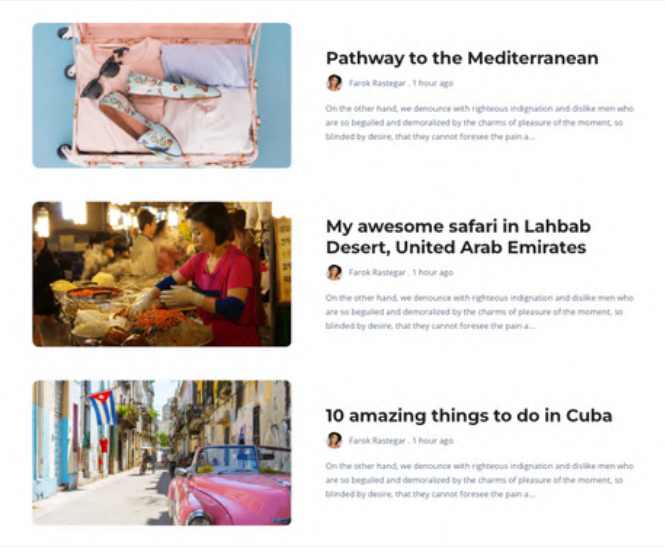 Pathway to the Mediterranean
Farok Rastegar . 1 hour ago
On the other hand, we denounce with righteous indignation and dislike men who
are so beguiled and demoralized by the charms of pleasure of the moment, so
blinded by desire, that they cannot foresee the pain a...
My awesome safari in Lahbab
Desert, United Arab Emirates
Farok Rastegar . 1 hour ago
On the other hand, we denounce with righteous indignation and dislike men who
are so beguiled and demoralized by the charms of pleasure of the moment, so
blinded by desire, that they cannot foresee the pain a...
10 amazing things to do in Cuba
Farok Rastegar . 1 hour ago
On the other hand, we denounce with righteous indignation and dislike men who
are so beguiled and demoralized by the charms of pleasure of the moment, so
blinded by desire, that they cannot foresee the pain a...